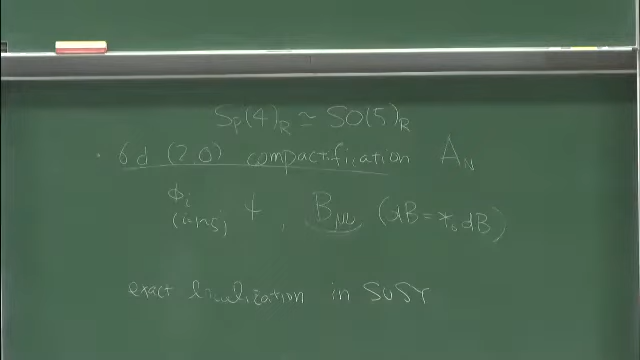 Sp(4)_R ≃ SO(5)_R
· 6d (2,0) compactification A_N
ϕ_i ψ , B_μν (dB = *_6 dB)
(i=1~5)
exact localization in SUSY